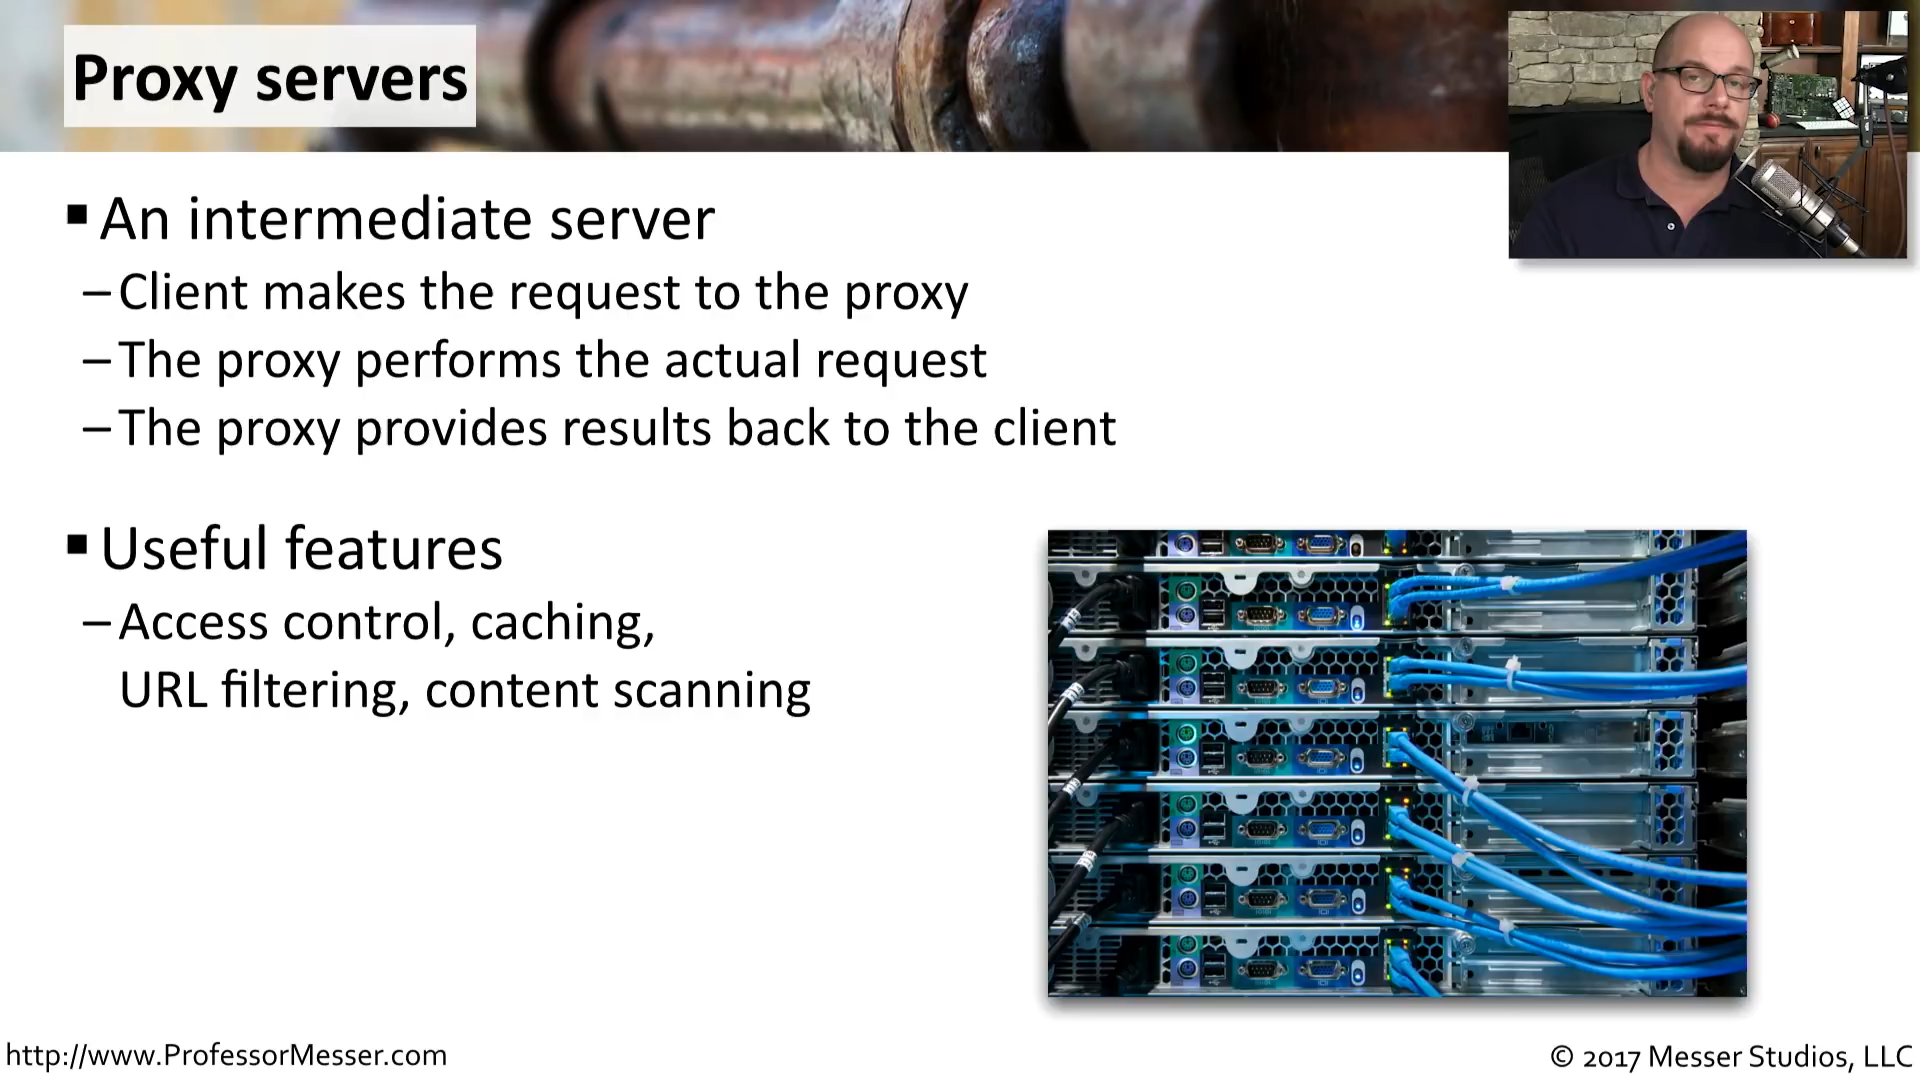 Proxy servers
▪ An intermediate server
– Client makes the request to the proxy
– The proxy performs the actual request
– The proxy provides results back to the client
▪ Useful features
– Access control, caching,
URL filtering, content scanning
http://www.ProfessorMesser.com
© 2017 Messer Studios, LLC